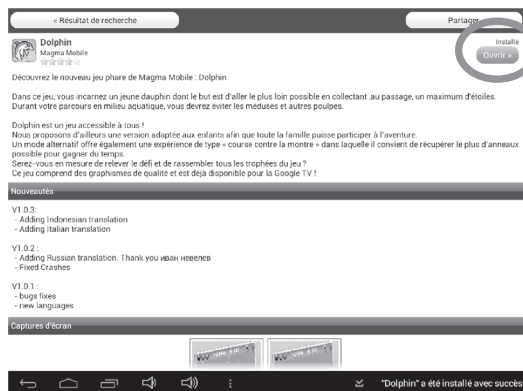 « Résultat de recherche
Partager
Dolphin
Magma Mobile
Installé
Ouvrir »
Découvrez le nouveau jeu phare de Magma Mobile : Dolphin
Dans ce jeu, vous incarnez un jeune dauphin dont le but est d'aller le plus loin possible en collectant ,au passage, un maximum d'étoiles.
Durant votre parcours en milieu aquatique, vous devrez éviter les méduses et autres poulpes.
Dolphin est un jeu accessible à tous !
Nous proposons d'ailleurs une version adaptée aux enfants afin que toute la famille puisse participer à l'aventure.
Un mode alternatif offre également une expérience de type « course contre la montre » dans laquelle il convient de récupérer le plus d'anneaux
possible pour gagner du temps.
Serez-vous en mesure de relever le défi et de rassembler tous les trophées du jeu ?
Ce jeu comprend des graphismes de qualité et est déjà disponible pour la Google TV !
Nouveautés
V1.0.3:
- Adding Indonesian translation
- Adding Italian translation
V1.0.2 :
- Adding Russian translation. Thank you иван невелев
- Fixed Crashes
V1.0.1 :
- bugs fixes
- new languages
Captures d'écran
"Dolphin" a été installé avec succès